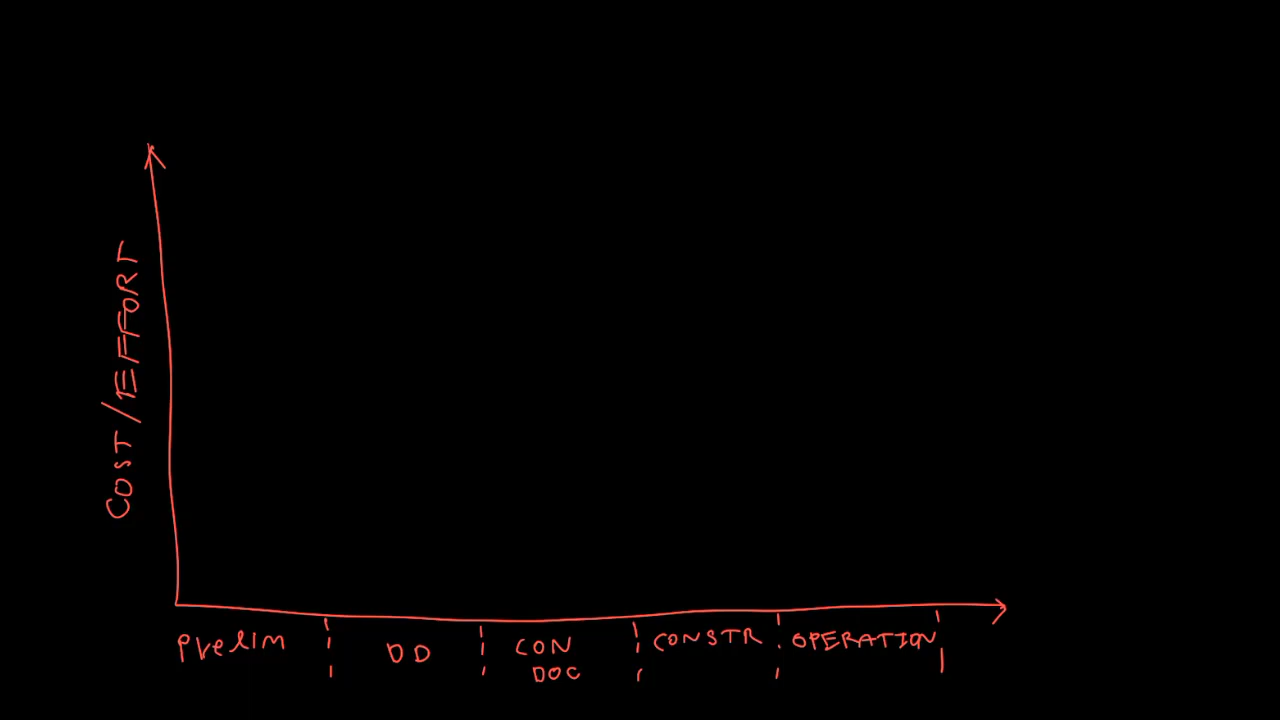 COST/EFFORT
PreliM
DD
CON
DOC
CONSTR
OPERATION